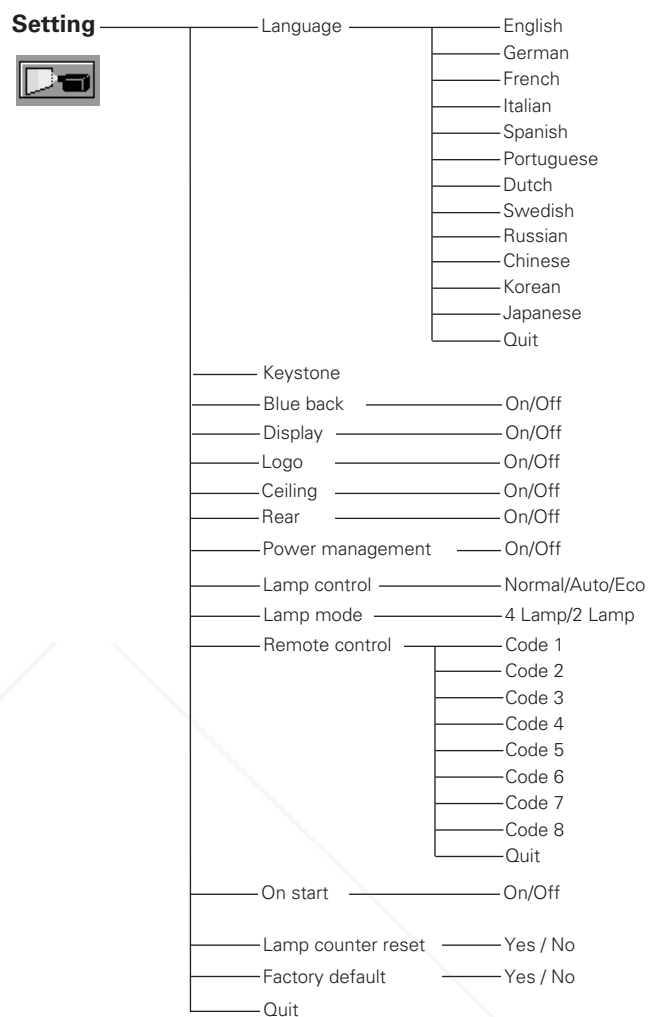 Setting Language English
German
French
Italian
Spanish
Portuguese
Dutch
Swedish
Russian
Chinese
Korean
Japanese
Quit
Keystone
Blue back On/Off
Display On/Off
Logo On/Off
Ceiling On/Off
Rear On/Off
Power management On/Off
Lamp control Normal/Auto/Eco
Lamp mode 4 Lamp/2 Lamp
Remote control Code 1
Code 2
Code 3
Code 4
Code 5
Code 6
Code 7
Code 8
Quit
On start On/Off
Lamp counter reset Yes / No
Factory default Yes / No
Quit